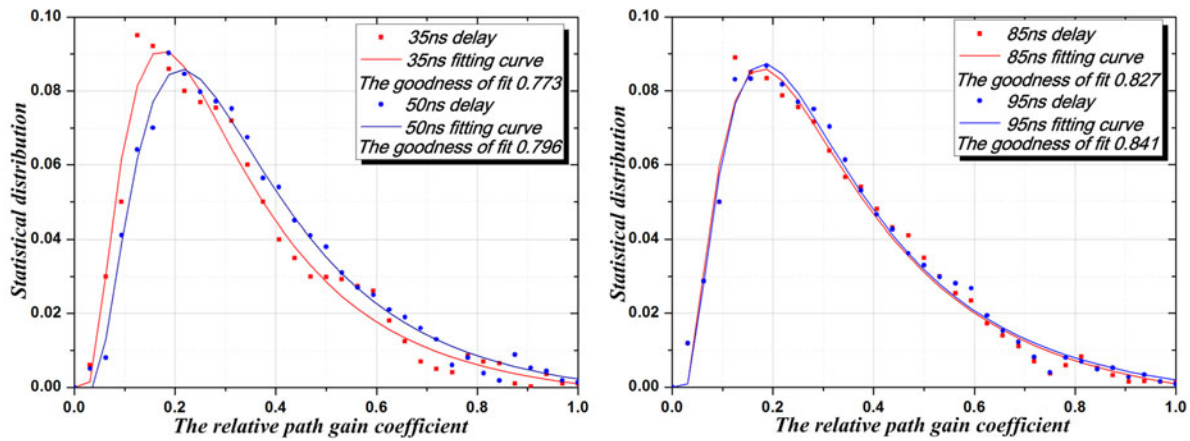 0.10
0.08
0.06
0.04
0.02
0.00
Statistical distribution
35ns delay
35ns fitting curve
The goodness of fit 0.773
50ns delay
50ns fitting curve
The goodness of fit 0.796
0.0 0.2 0.4 0.6 0.8 1.0
The relative path gain coefficient
0.10
0.08
0.06
0.04
0.02
0.00
Statistical distribution
85ns delay
85ns fitting curve
The goodness of fit 0.827
95ns delay
95ns fitting curve
The goodness of fit 0.841
0.0 0.2 0.4 0.6 0.8 1.0
The relative path gain coefficient